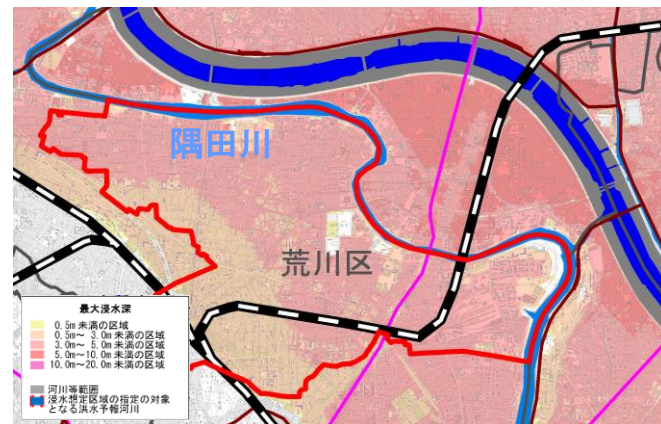 隅田川
荒川区
最大浸水深
0.5m 未満の区域
0.5m～ 3.0m 未満の区域
3.0m～ 5.0m 未満の区域
5.0m～10.0m 未満の区域
10.0m～20.0m 未満の区域
河川等範囲
浸水想定区域の指定の対象
となる洪水予報河川